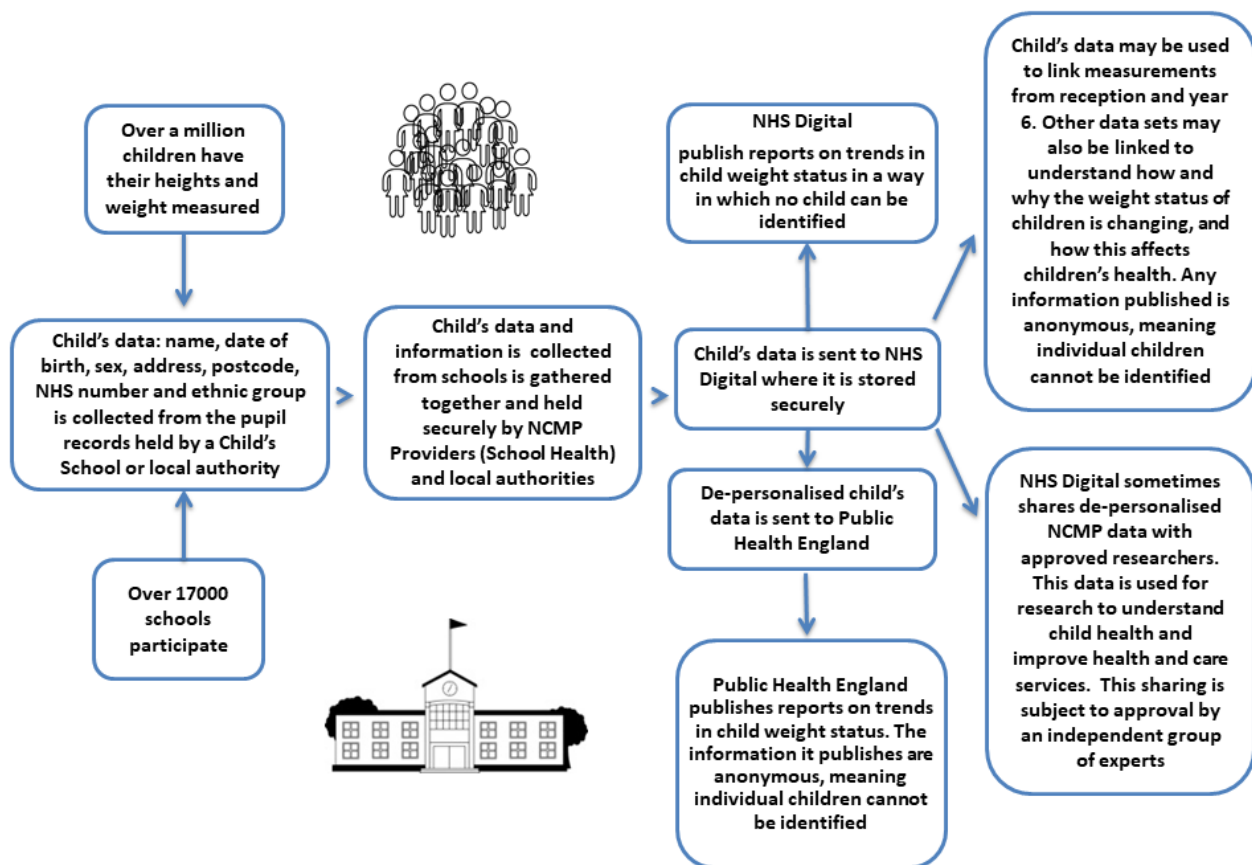 Over a million
children have
their heights and
weight measured
Child's data: name, date of
birth, sex, address, postcode,
NHS number and ethnic group
is collected from the pupil
records held by a Child's
School or local authority
Over 17000
schools
participate
Child's data and
information is collected
from schools is gathered
together and held
securely by NCMP
Providers (School Health)
and local authorities
NHS Digital
publish reports on trends in
child weight status in a way
in which no child can be
identified
Child's data is sent to NHS
Digital where it is stored
securely
De-personalised child's
data is sent to Public
Health England
Public Health England
publishes reports on trends
in child weight status. The
information it publishes are
anonymous, meaning
individual children cannot
be identified
Child's data may be used
to link measurements
from reception and year
6. Other data sets may
also be linked to
understand how and
why the weight status of
children is changing, and
how this affects
children's health. Any
information published is
anonymous, meaning
individual children
cannot be identified
NHS Digital sometimes
shares de-personalised
NCMP data with
approved researchers.
This data is used for
research to understand
child health and
improve health and care
services. This sharing is
subject to approval by
an independent group
of experts